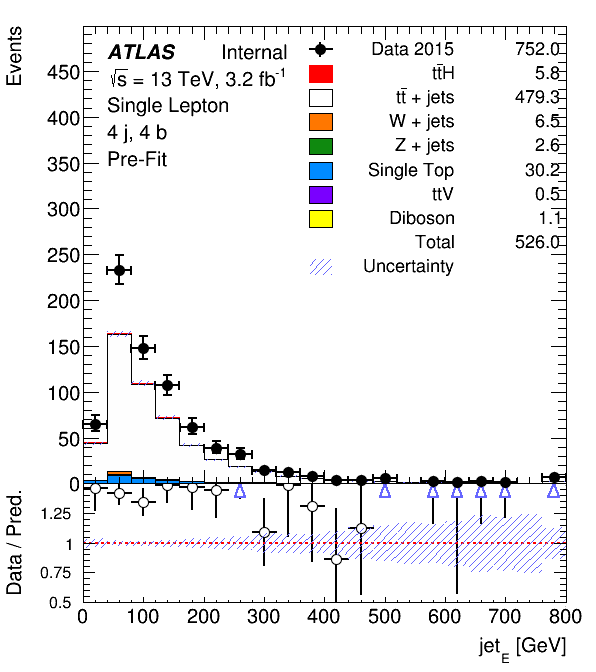 Events
ATLAS Internal
√s = 13 TeV, 3.2 fb⁻¹
Single Lepton
4 j, 4 b
Pre-Fit
Data 2015 752.0
tt̄H 5.8
tt̄ + jets 479.3
W + jets 6.5
Z + jets 2.6
Single Top 30.2
ttV 0.5
Diboson 1.1
Total 526.0
Uncertainty
450
400
350
300
250
200
150
100
50
0
Data / Pred.
1.25
1
0.75
0.5
0 100 200 300 400 500 600 700 800
jet_E [GeV]